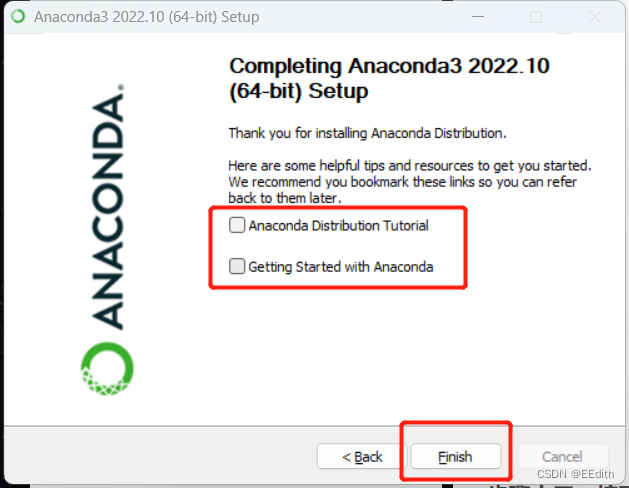 Anaconda3 2022.10 (64-bit) Setup
Completing Anaconda3 2022.10
(64-bit) Setup
Thank you for installing Anaconda Distribution.
Here are some helpful tips and resources to get you started.
We recommend you bookmark these links so you can refer
back to them later.
Anaconda Distribution Tutorial
Getting Started with Anaconda
ANACONDA.
< Back
Finish
Cancel
CSDN @EEdith